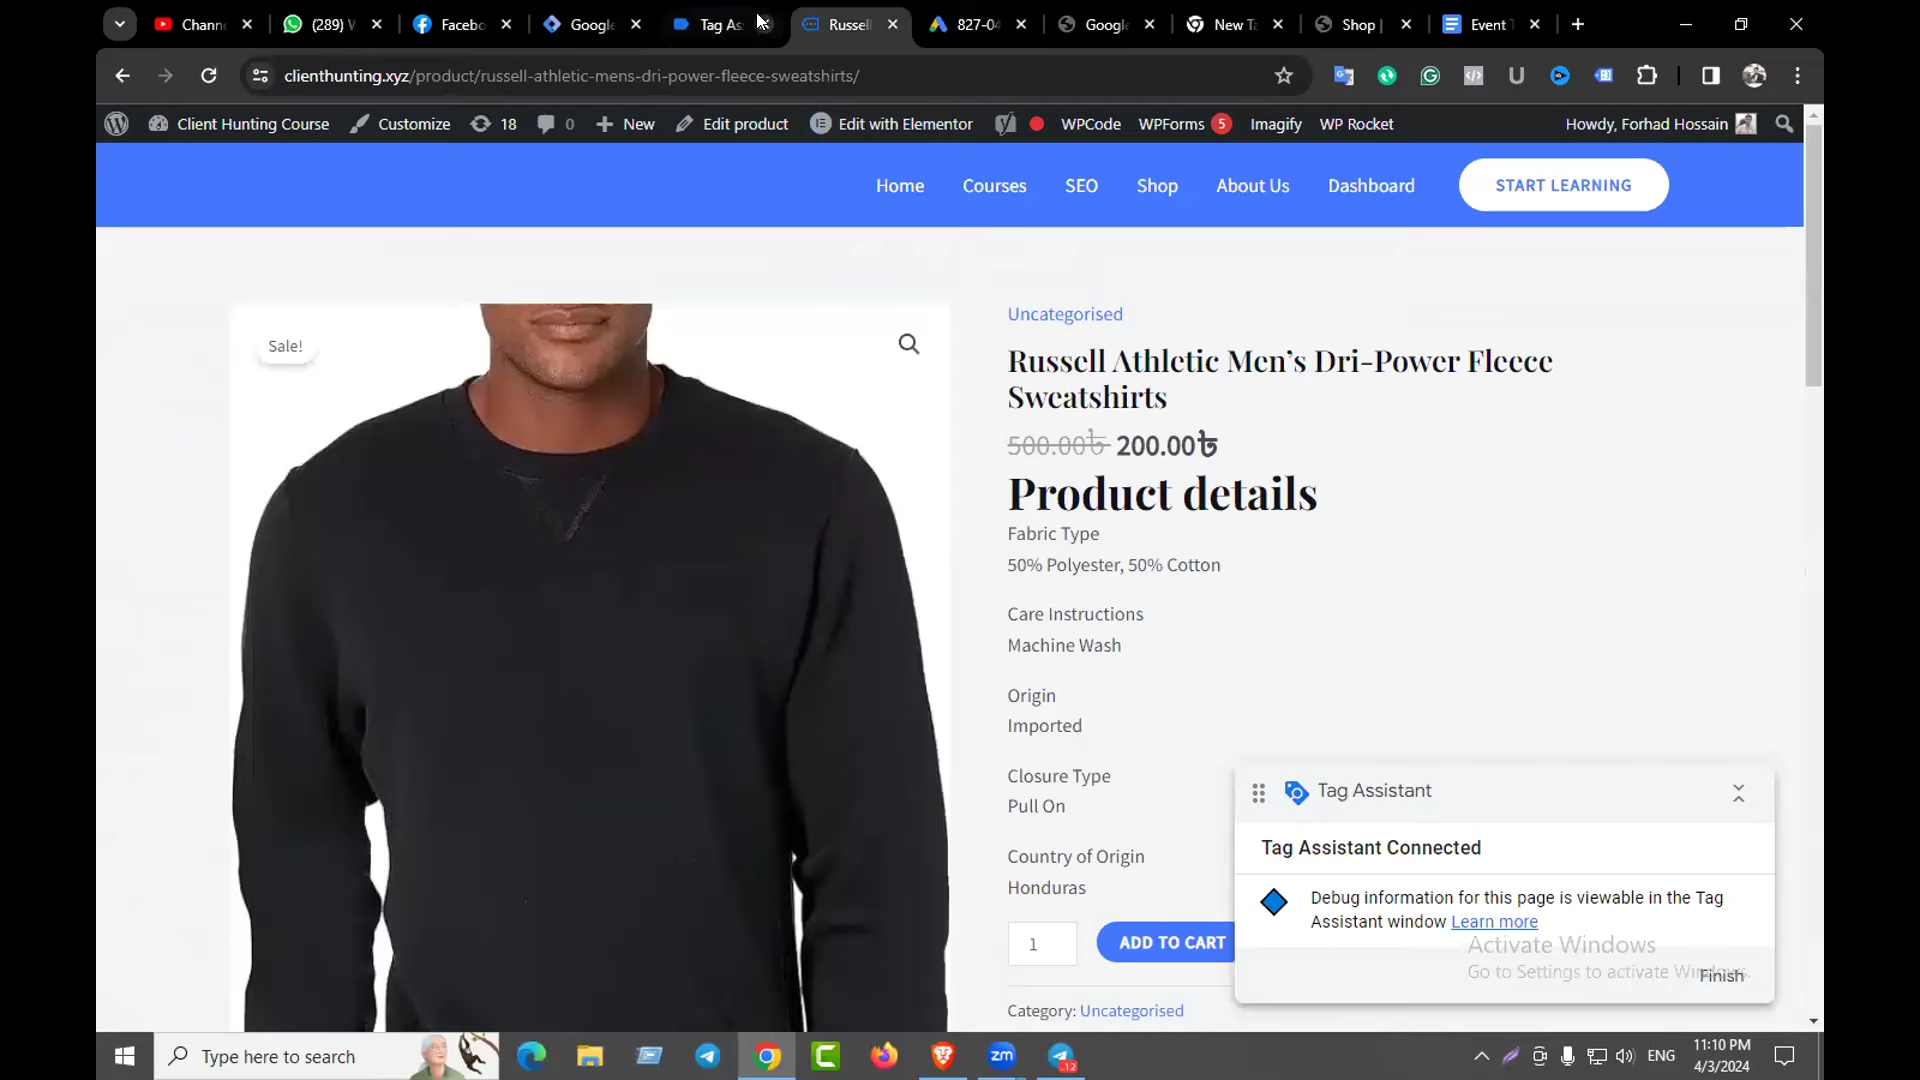 Chann
(289) W
Facebo
Google
Tag As
Russell
827-04
Google
New Ta
Shop |
Event T
clienthunting.xyz/product/russell-athletic-mens-dri-power-fleece-sweatshirts/
Client Hunting Course
Customize
18
0
New
Edit product
Edit with Elementor
WPCode
WPForms 5
Imagify
WP Rocket
Howdy, Forhad Hossain
Home
Courses
SEO
Shop
About Us
Dashboard
START LEARNING
Sale!
Uncategorised
Russell Athletic Men’s Dri-Power Fleece
Sweatshirts
500.00৳ 200.00৳
Product details
Fabric Type
50% Polyester, 50% Cotton
Care Instructions
Machine Wash
Origin
Imported
Closure Type
Pull On
Country of Origin
Honduras
1
ADD TO CART
Category: Uncategorised
Tag Assistant
Tag Assistant Connected
Debug information for this page is viewable in the Tag
Assistant window Learn more
Activate Windows
Go to Settings to activate Windows.
Finish
Type here to search
zm
12
ENG
11:10 PM
4/3/2024